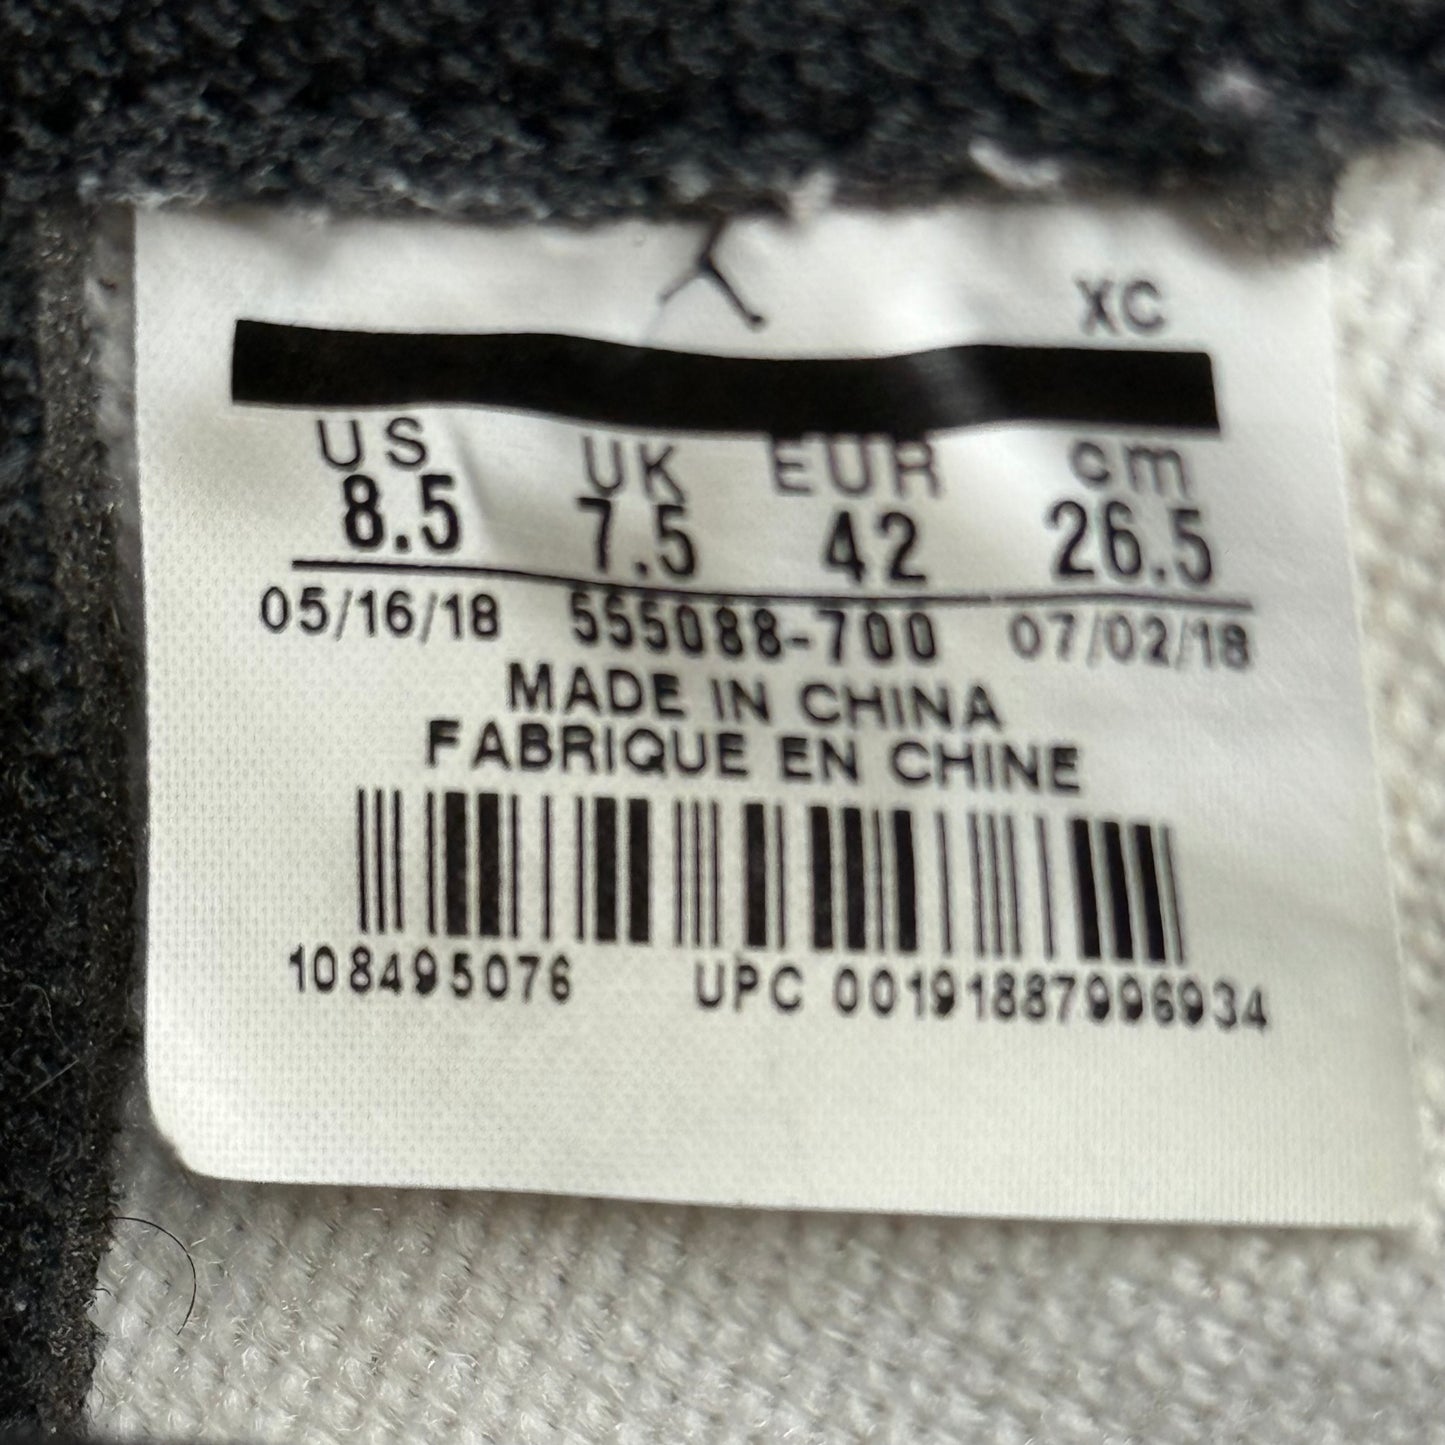 XC
US UK EUR cm
8.5 7.5 42 26.5
05/16/18 555088-700 07/02/18
MADE IN CHINA
FABRIQUE EN CHINE
108495076 UPC 00191887996934